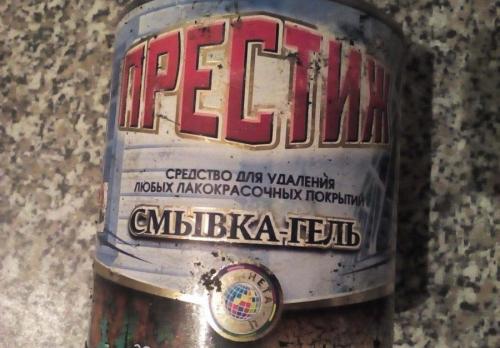 ПРЕСТИЖ
СРЕДСТВО ДЛЯ УДАЛЕНИЯ
ЛЮБЫХ ЛАКОКРАСОЧНЫХ ПОКРЫТИЙ
СМЫВКА-ГЕЛЬ